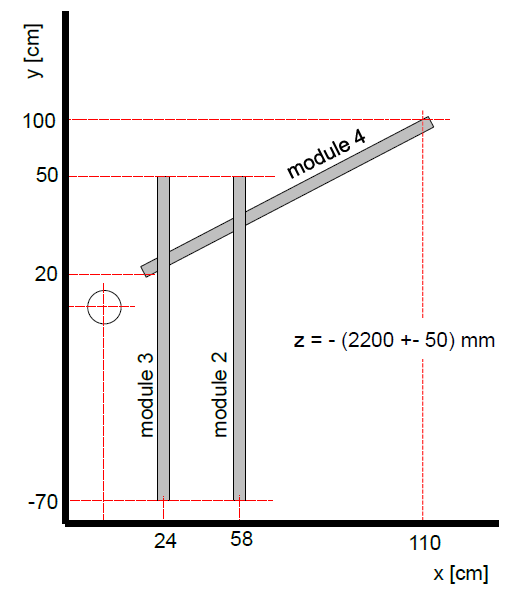 y [cm]
100
module 4
50
20
z = - (2200 +- 50) mm
module 3
module 2
-70
24
58
110
x [cm]